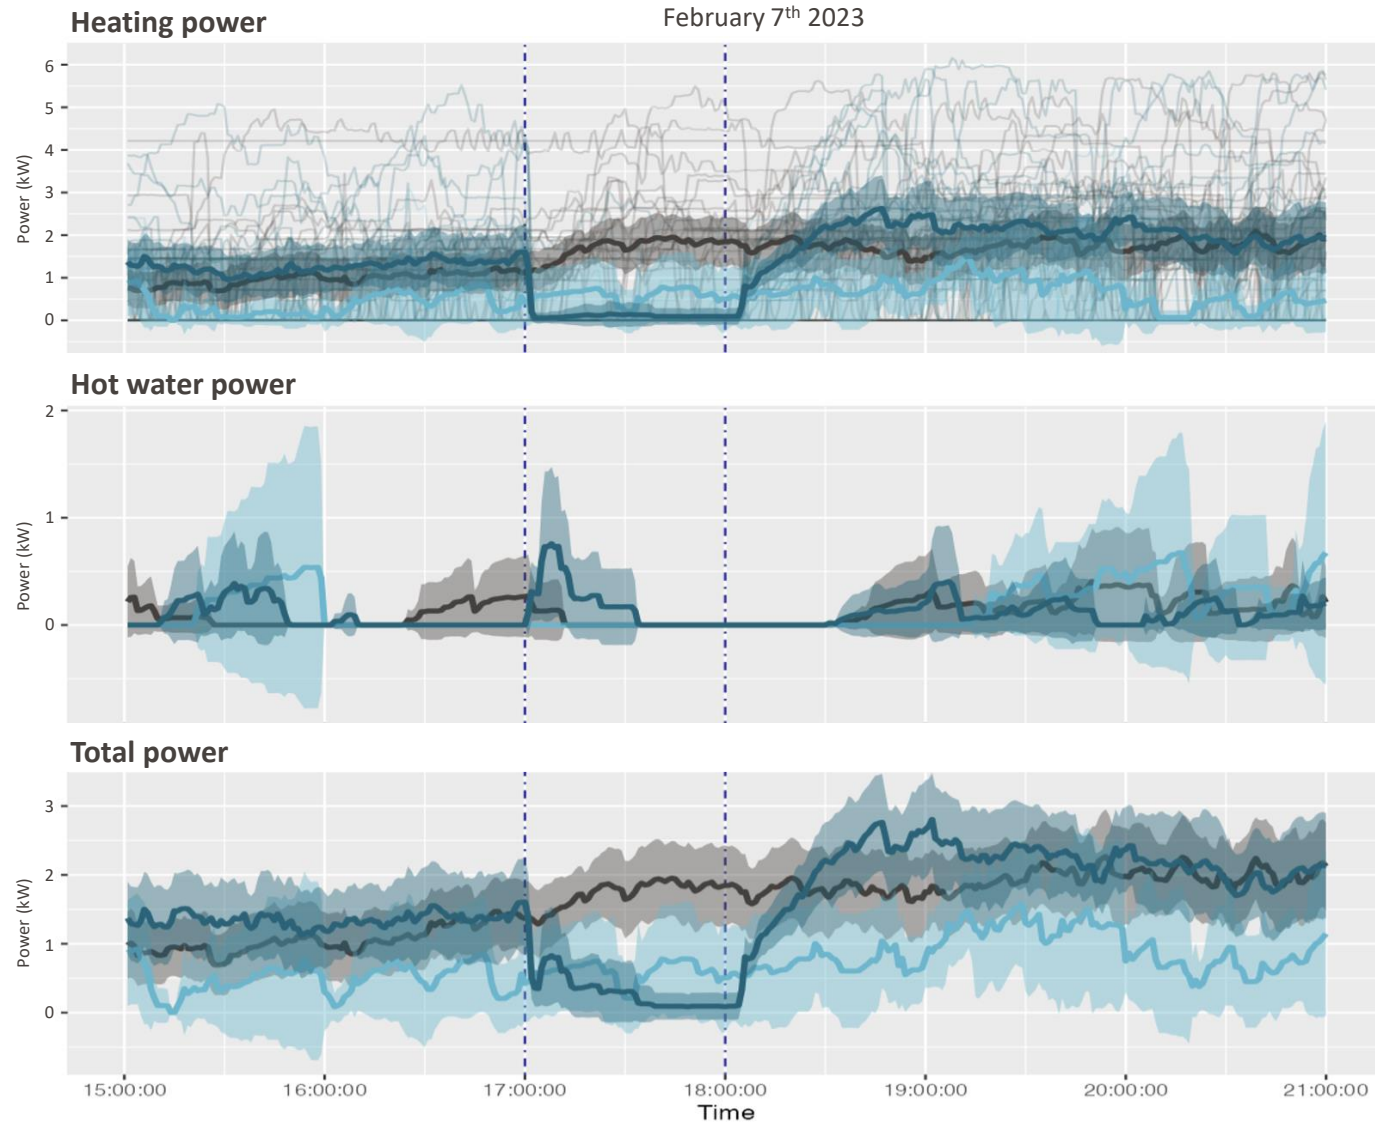 Heating power
February 7th 2023
6
5
4
3
2
1
0
Power (kW)
Hot water power
2
1
0
Power (kW)
Total power
3
2
1
0
Power (kW)
15:00:00 16:00:00 17:00:00 18:00:00 19:00:00 20:00:00 21:00:00
Time